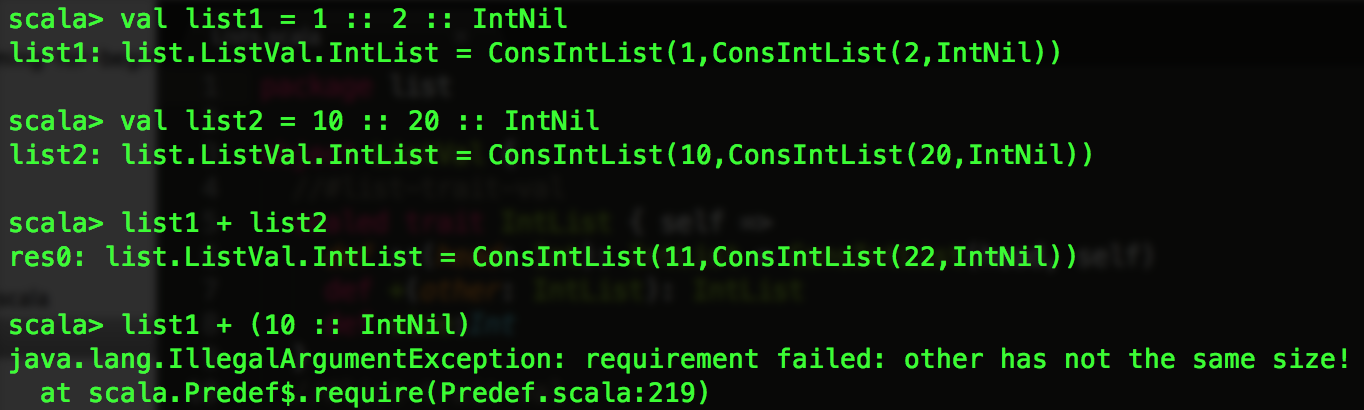 scala> val list1 = 1 :: 2 :: IntNil
list1: list.ListVal.IntList = ConsIntList(1,ConsIntList(2,IntNil))
scala> val list2 = 10 :: 20 :: IntNil
list2: list.ListVal.IntList = ConsIntList(10,ConsIntList(20,IntNil))
scala> list1 + list2
res0: list.ListVal.IntList = ConsIntList(11,ConsIntList(22,IntNil))
scala> list1 + (10 :: IntNil)
java.lang.IllegalArgumentException: requirement failed: other has not the same size!
at scala.Predef$.require(Predef.scala:219)